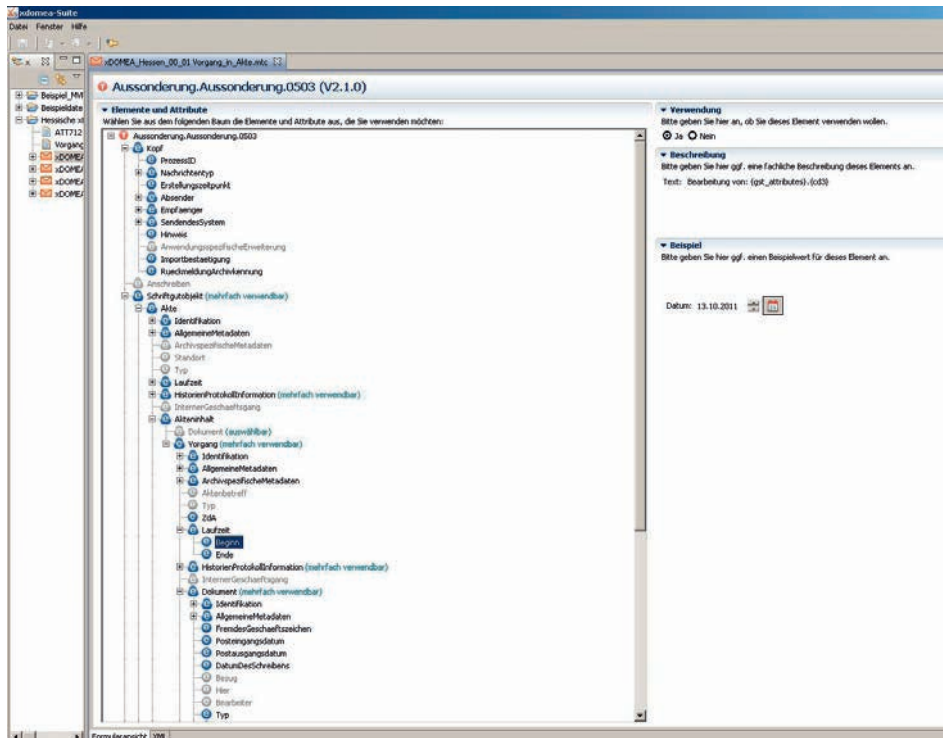 xdomea-Suite
Datei Fenster Hilfe
xDOMEA_Hessen_00_01 Vorgang_in_Akte.mtc
Beispiel_MVI
Beispieldate
Hessische xI
ATT712
Vorgang
xDOMEA
xDOMEA
xDOMEA
xDOMEA
Aussonderung.Aussonderung.0503 (V2.1.0)
Elemente und Attribute
Wählen Sie aus dem folgenden Baum die Elemente und Attribute aus, die Sie verwenden möchten:
Aussonderung.Aussonderung.0503
Kopf
ProzessID
Nachrichtentyp
Erstellungszeitpunkt
Absender
Empfaenger
SendendesSystem
Hinweis
AnwendungsspezifischeErweiterung
Importbestaetigung
RueckmeldungArchivkennung
Anschreiben
Schriftgutobjekt (mehrfach verwendbar)
Akte
Identifikation
AllgemeineMetadaten
ArchivspezifischeMetadaten
Standort
Typ
Laufzeit
HistorienProtokollInformation (mehrfach verwendbar)
InternerGeschaeftsgang
Akteninhalt
Dokument (auswählbar)
Vorgang (mehrfach verwendbar)
Identifikation
AllgemeineMetadaten
ArchivspezifischeMetadaten
Aktenbetreff
Typ
ZdA
Laufzeit
Beginn
Ende
HistorienProtokollInformation (mehrfach verwendbar)
InternerGeschaeftsgang
Dokument (mehrfach verwendbar)
Identifikation
AllgemeineMetadaten
FremdesGeschaeftszeichen
Posteingangsdatum
Postausgangsdatum
DatumDesSchreibens
Bezug
Hier
Bearbeiter
Typ
Verwendung
Bitte geben Sie hier an, ob Sie dieses Element verwenden wollen.
Ja Nein
Beschreibung
Bitte geben Sie hier ggf. eine fachliche Beschreibung dieses Elements an.
Text: Bearbeitung von: {gst_attributes}.{cd3}
Beispiel
Bitte geben Sie hier ggf. einen Beispielwert für dieses Element an.
Datum: 13.10.2011
Formularansicht XML